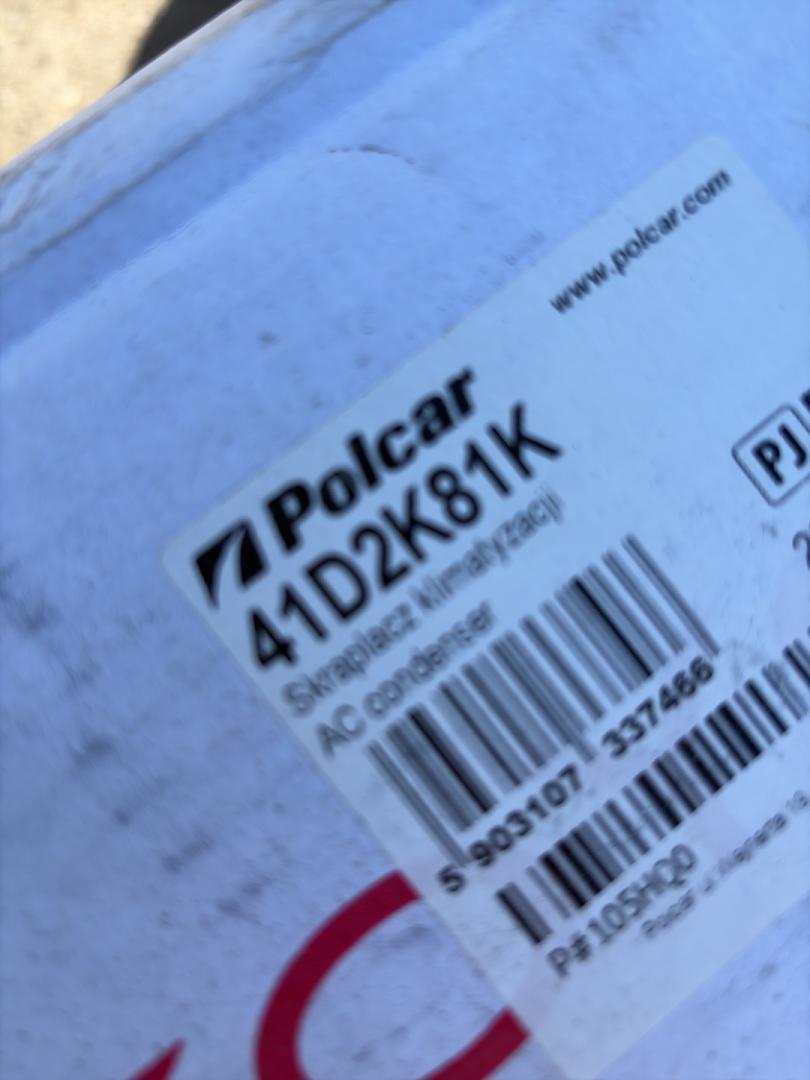 www.polcar.com
Polcar
41D2K81K
Skraplacz klimatyzacji
AC condenser
PJ
5 903107 337466
P#105HQ0